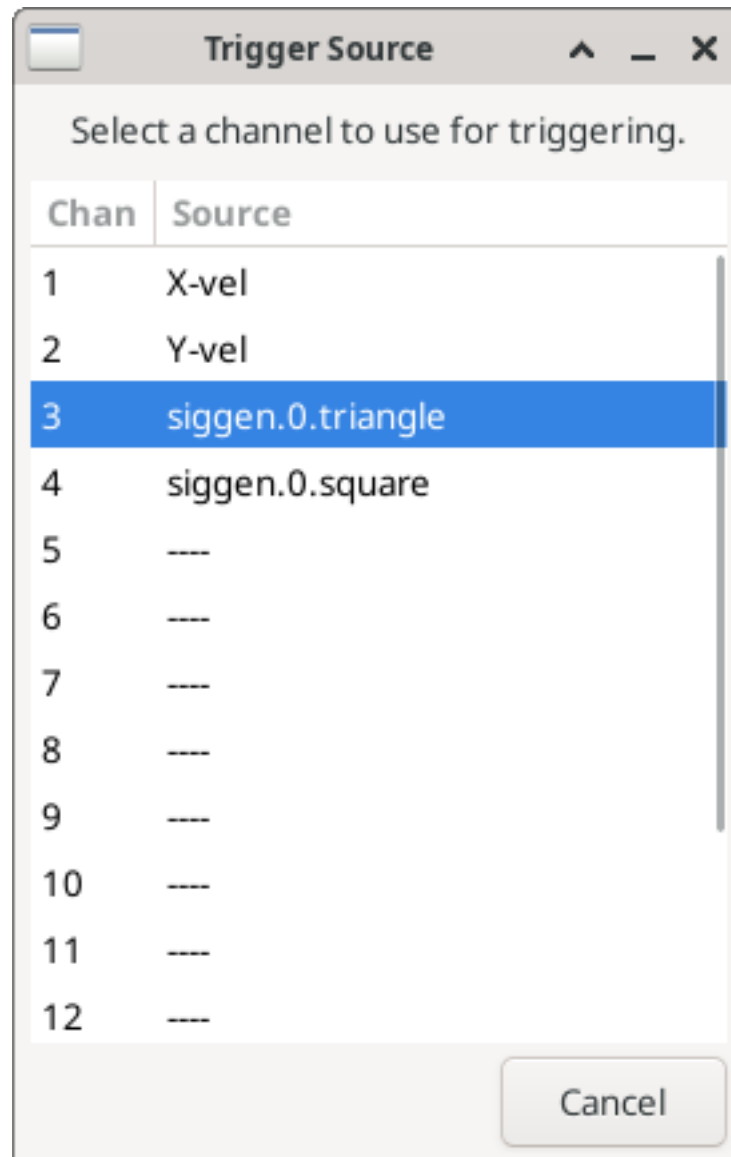 Trigger Source
Select a channel to use for triggering.
Chan Source
1 X-vel
2 Y-vel
3 siggen.0.triangle
4 siggen.0.square
5 ----
6 ----
7 ----
8 ----
9 ----
10 ----
11 ----
12 ----
Cancel